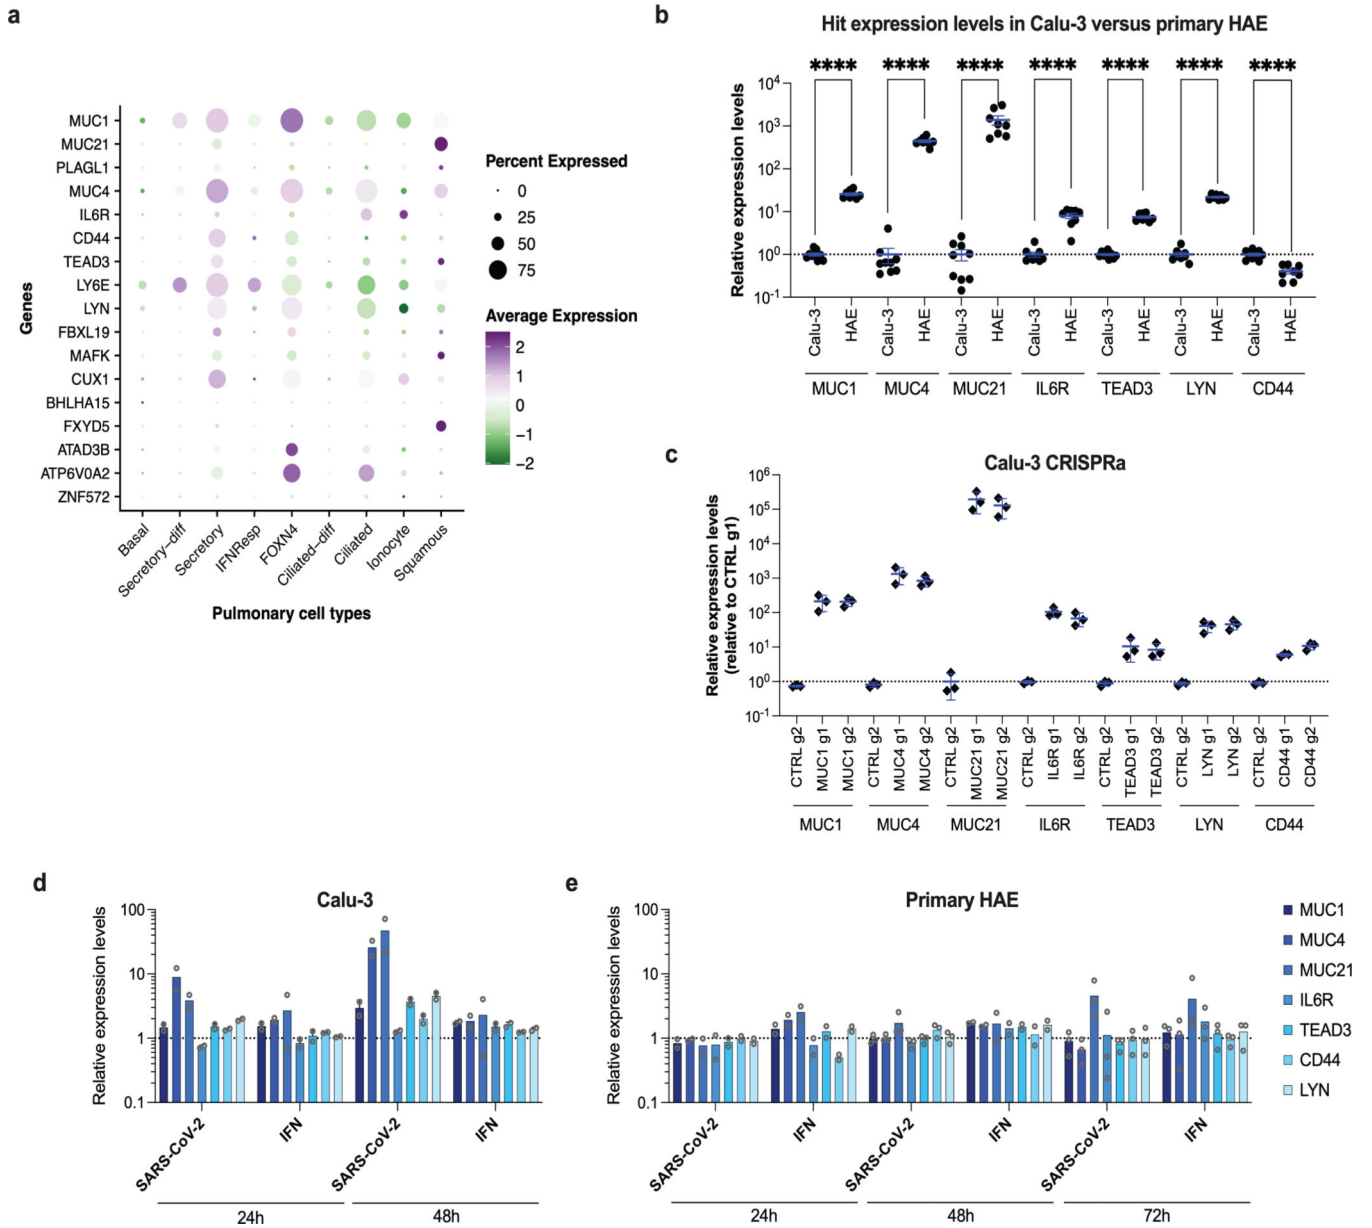 a
MUC1
MUC21
PLAGL1
MUC4
IL6R
CD44
TEAD3
LY6E
LYN
FBXL19
MAFK
CUX1
BHLHA15
FXYD5
ATAD3B
ATP6V0A2
ZNF572
Genes
Basal
Secretory-diff
Secretory
IFNResp
FOXN4
Ciliated-diff
Ciliated
Ionocyte
Squamous
Pulmonary cell types
Percent Expressed
0
25
50
75
Average Expression
2
1
0
−1
−2
b
Hit expression levels in Calu-3 versus primary HAE
**** **** **** **** **** **** ****
Relative expression levels
10^4
10^3
10^2
10^1
10^0
10^-1
Calu-3 HAE Calu-3 HAE Calu-3 HAE Calu-3 HAE Calu-3 HAE Calu-3 HAE Calu-3 HAE
MUC1 MUC4 MUC21 IL6R TEAD3 LYN CD44
c
Calu-3 CRISPRa
Relative expression levels
(relative to CTRL g1)
10^6
10^5
10^4
10^3
10^2
10^1
10^0
10^-1
CTRL g2 MUC1 g1 MUC1 g2 CTRL g2 MUC4 g1 MUC4 g2 CTRL g2 MUC21 g1 MUC21 g2 CTRL g2 IL6R g1 IL6R g2 CTRL g2 TEAD3 g1 TEAD3 g2 CTRL g2 LYN g1 LYN g2 CTRL g2 CD44 g1 CD44 g2
MUC1 MUC4 MUC21 IL6R TEAD3 LYN CD44
d
Calu-3
Relative expression levels
100
10
1
0.1
SARS-CoV-2 IFN SARS-CoV-2 IFN
24h 48h
e
Primary HAE
Relative expression levels
100
10
1
0.1
SARS-CoV-2 IFN SARS-CoV-2 IFN SARS-CoV-2 IFN
24h 48h 72h
MUC1
MUC4
MUC21
IL6R
TEAD3
CD44
LYN